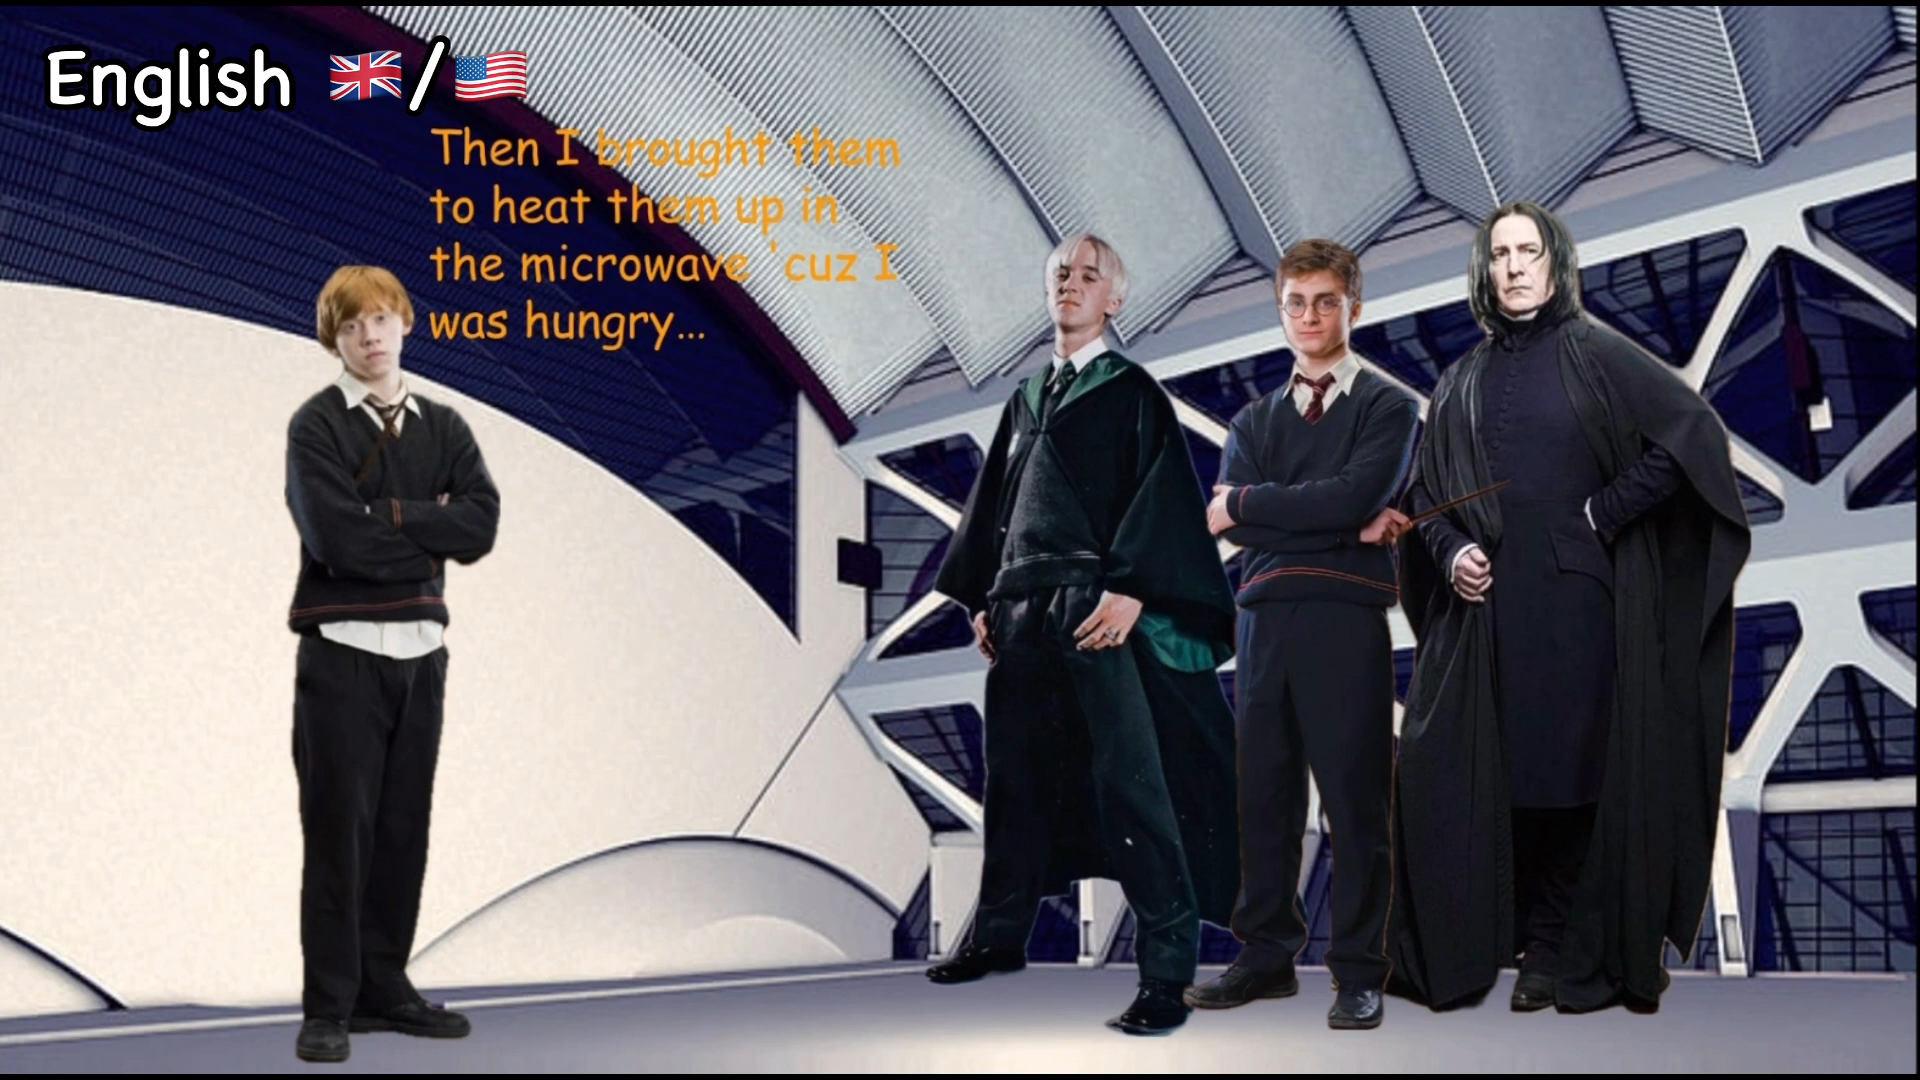 English 🇬🇧/🇺🇸
Then I brought them
to heat them up in
the microwave 'cuz I
was hungry...